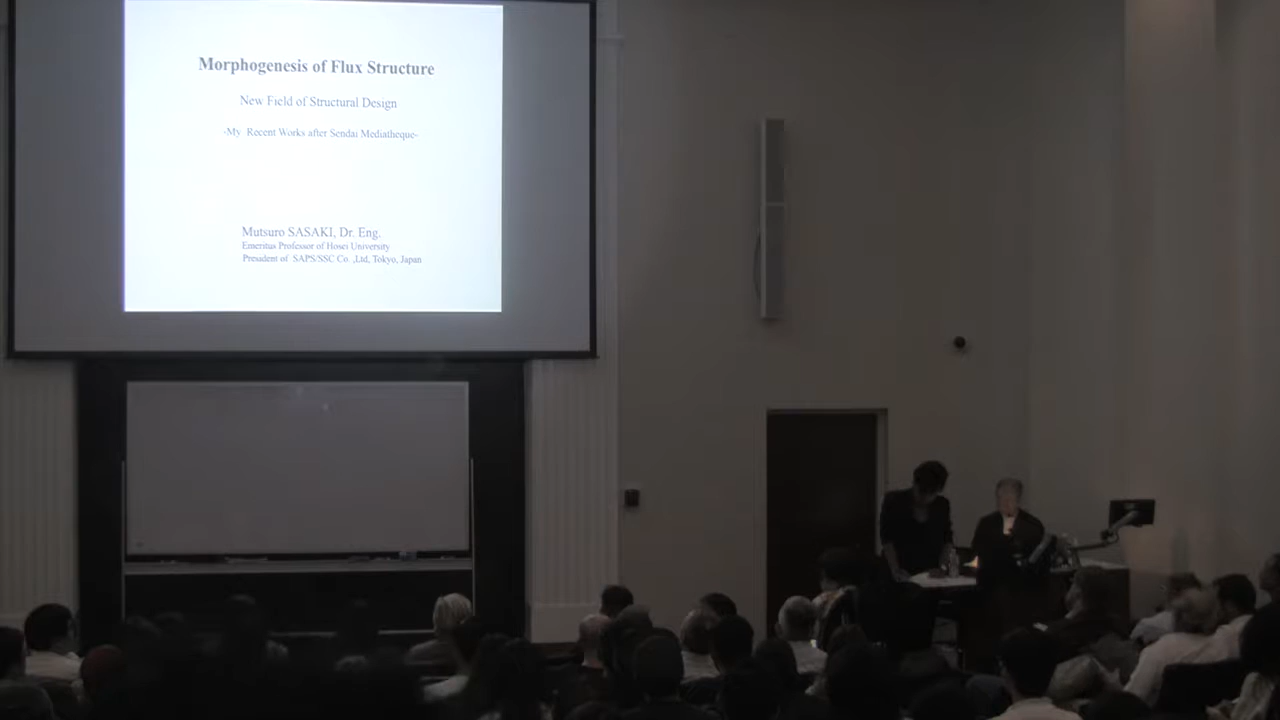 Morphogenesis of Flux Structure
New Field of Structural Design
-My Recent Works after Sendai Mediatheque-
Mutsuro SASAKI, Dr. Eng.
Emeritus Professor of Hosei University
President of SAPS/SSC Co. ,Ltd, Tokyo, Japan